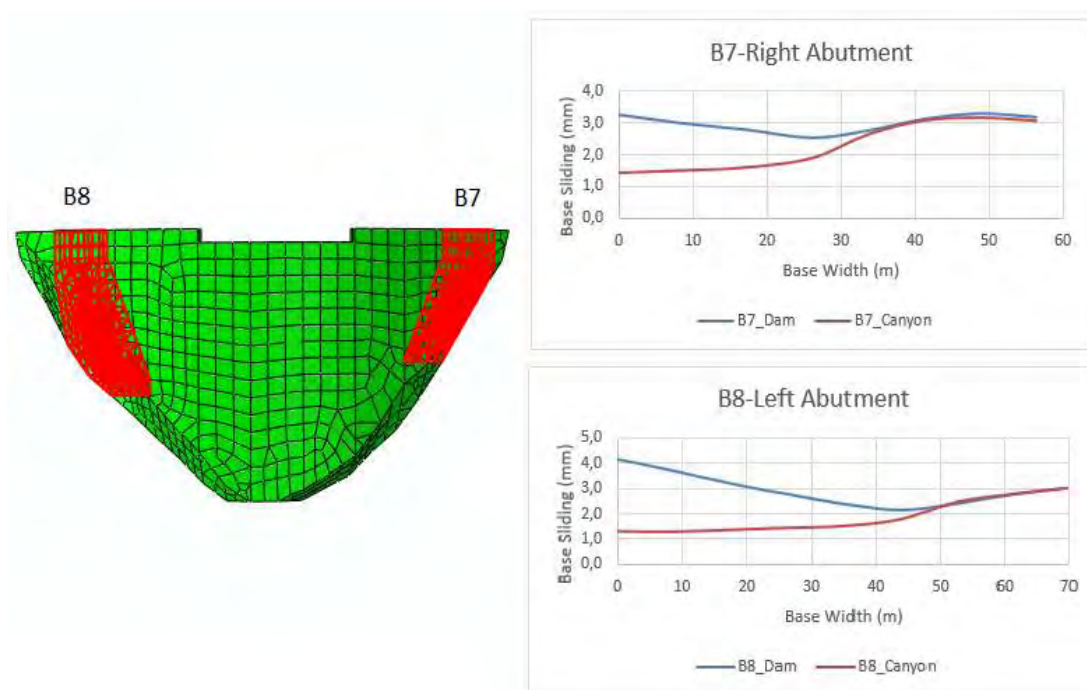 B8
B7
B7-Right Abutment
Base Sliding (mm)
4,0
3,0
2,0
1,0
0,0
0 10 20 30 40 50 60
Base Width (m)
B7_Dam B7_Canyon
B8-Left Abutment
Base Sliding (mm)
5,0
4,0
3,0
2,0
1,0
0,0
0 10 20 30 40 50 60 70
Base Width (m)
B8_Dam B8_Canyon